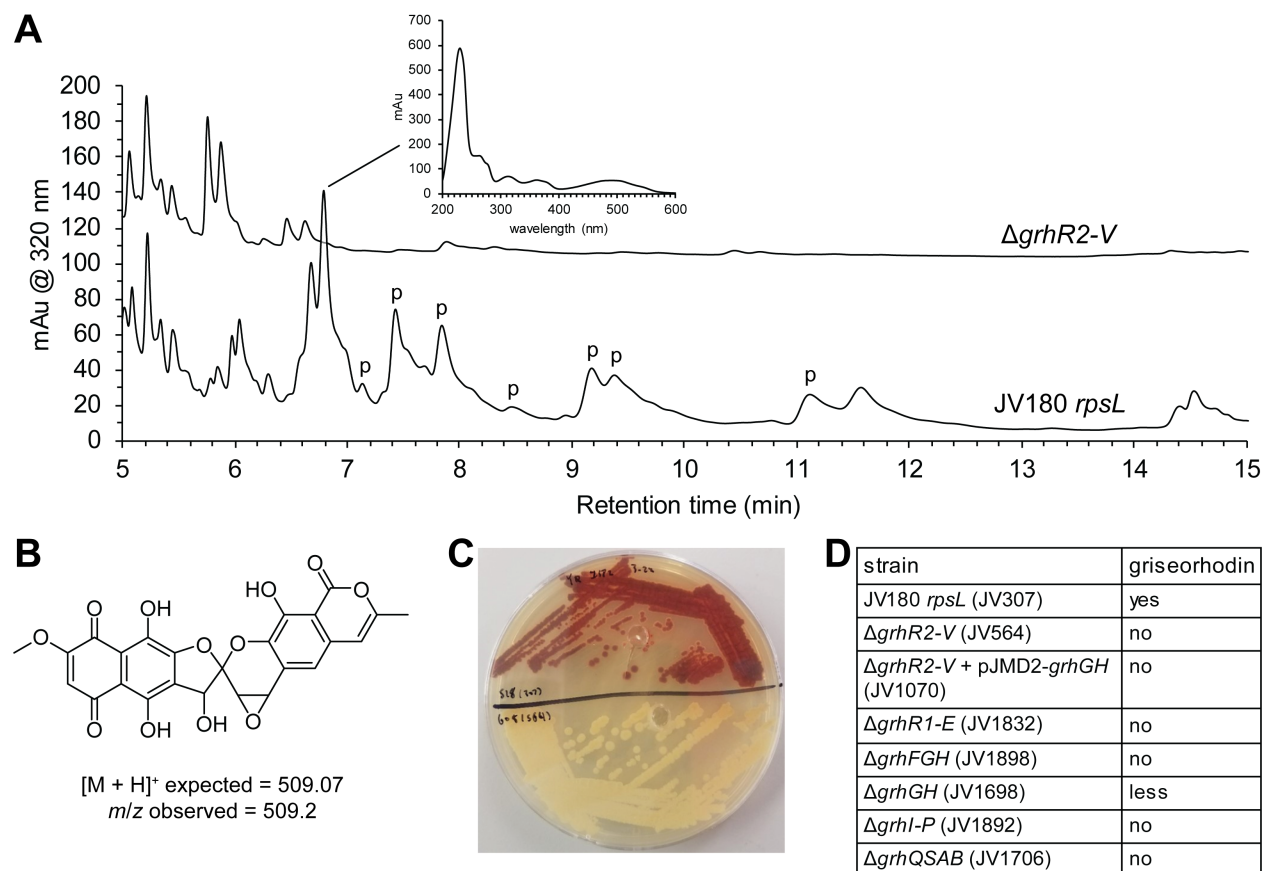 A
700
600
500
400
300
200
100
0
mAu
200 300 400 500 600
wavelength (nm)
200
180
160
140
120
100
80
60
40
20
0
mAu @ 320 nm
ΔgrhR2-V
p
p
p
p
p p
p
JV180 rpsL
5 6 7 8 9 10 11 12 13 14 15
Retention time (min)
B
O
OH
O
O
O
OH
OH
O
O
HO
O
O
O
[M + H]⁺ expected = 509.07
m/z observed = 509.2
C
D
strain griseorhodin
JV180 rpsL (JV307) yes
ΔgrhR2-V (JV564) no
ΔgrhR2-V + pJMD2-grhGH no
(JV1070)
ΔgrhR1-E (JV1832) no
ΔgrhFGH (JV1898) no
ΔgrhGH (JV1698) less
ΔgrhI-P (JV1892) no
ΔgrhQSAB (JV1706) no